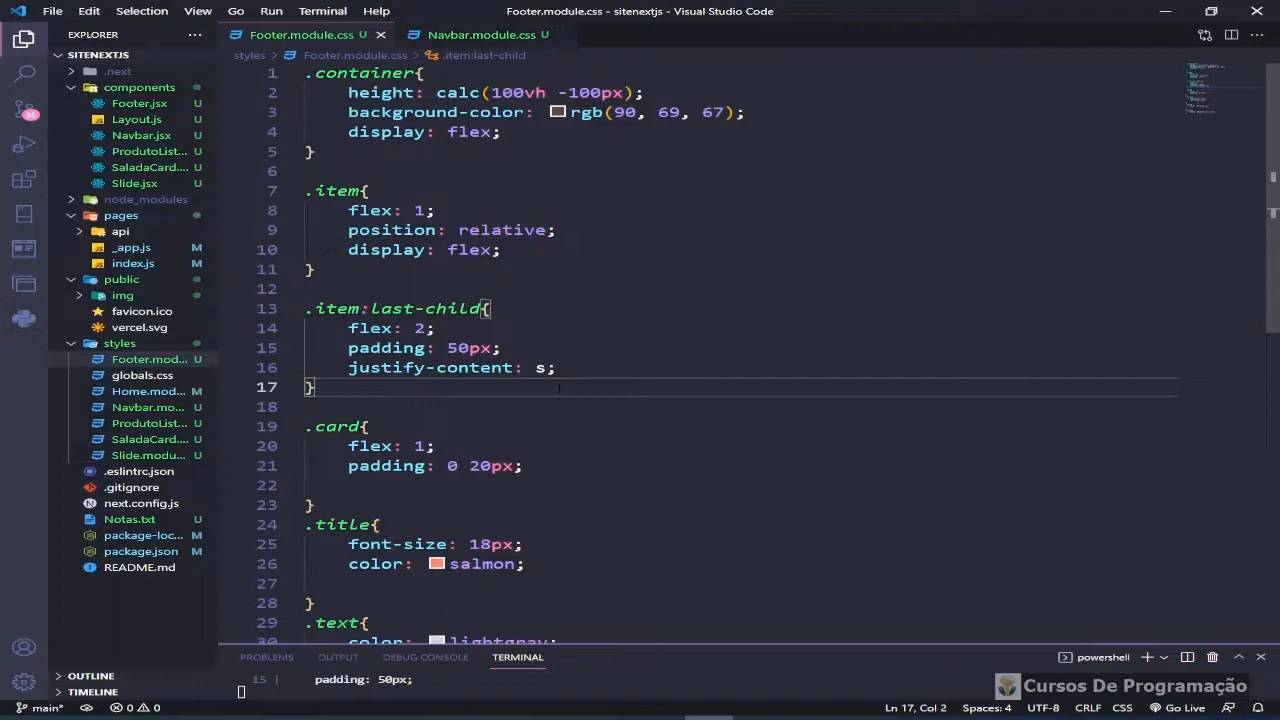 File Edit Selection View Go Run Terminal Help Footer.module.css - sitenextjs - Visual Studio Code
EXPLORER
Footer.module.css U
Navbar.module.css U
SITENEXTJS
styles > Footer.module.css > .item:last-child
.next
components
Footer.jsx U
Layout.js U
Navbar.jsx U
ProdutoList... U
SaladaCard.... U
Slide.jsx U
node_modules
pages
api
_app.js M
index.js M
public
img
favicon.ico
vercel.svg
styles
Footer.mod... U
globals.css
Home.mod... M
Navbar.mo... U
ProdutoList... U
SaladaCard.... U
Slide.modu... U
.eslintrc.json
.gitignore
next.config.js
Notas.txt U
package-loc... M
package.json M
README.md
OUTLINE
TIMELINE
35
1 .container{
2 height: calc(100vh -100px);
3 background-color: rgb(90, 69, 67);
4 display: flex;
5 }
6
7 .item{
8 flex: 1;
9 position: relative;
10 display: flex;
11 }
12
13 .item:last-child{
14 flex: 2;
15 padding: 50px;
16 justify-content: s;
17 }
18
19 .card{
20 flex: 1;
21 padding: 0 20px;
22
23 }
24 .title{
25 font-size: 18px;
26 color: salmon;
27
28 }
29 .text{
30 color: lightgray;
PROBLEMS OUTPUT DEBUG CONSOLE TERMINAL powershell
15 | padding: 50px;
Cursos De Programação
main* 0 0 Ln 17, Col 2 Spaces: 4 UTF-8 CRLF CSS Go Live